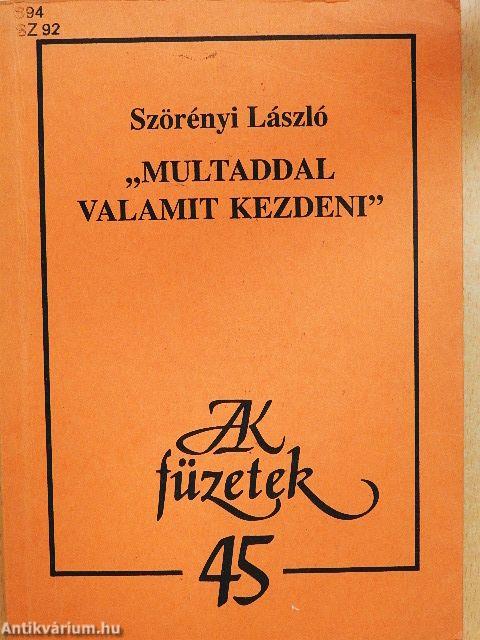 894
SZ 92
Szörényi László
„MULTADDAL
VALAMIT KEZDENI”
AK
füzetek
45
Antikvárium.hu